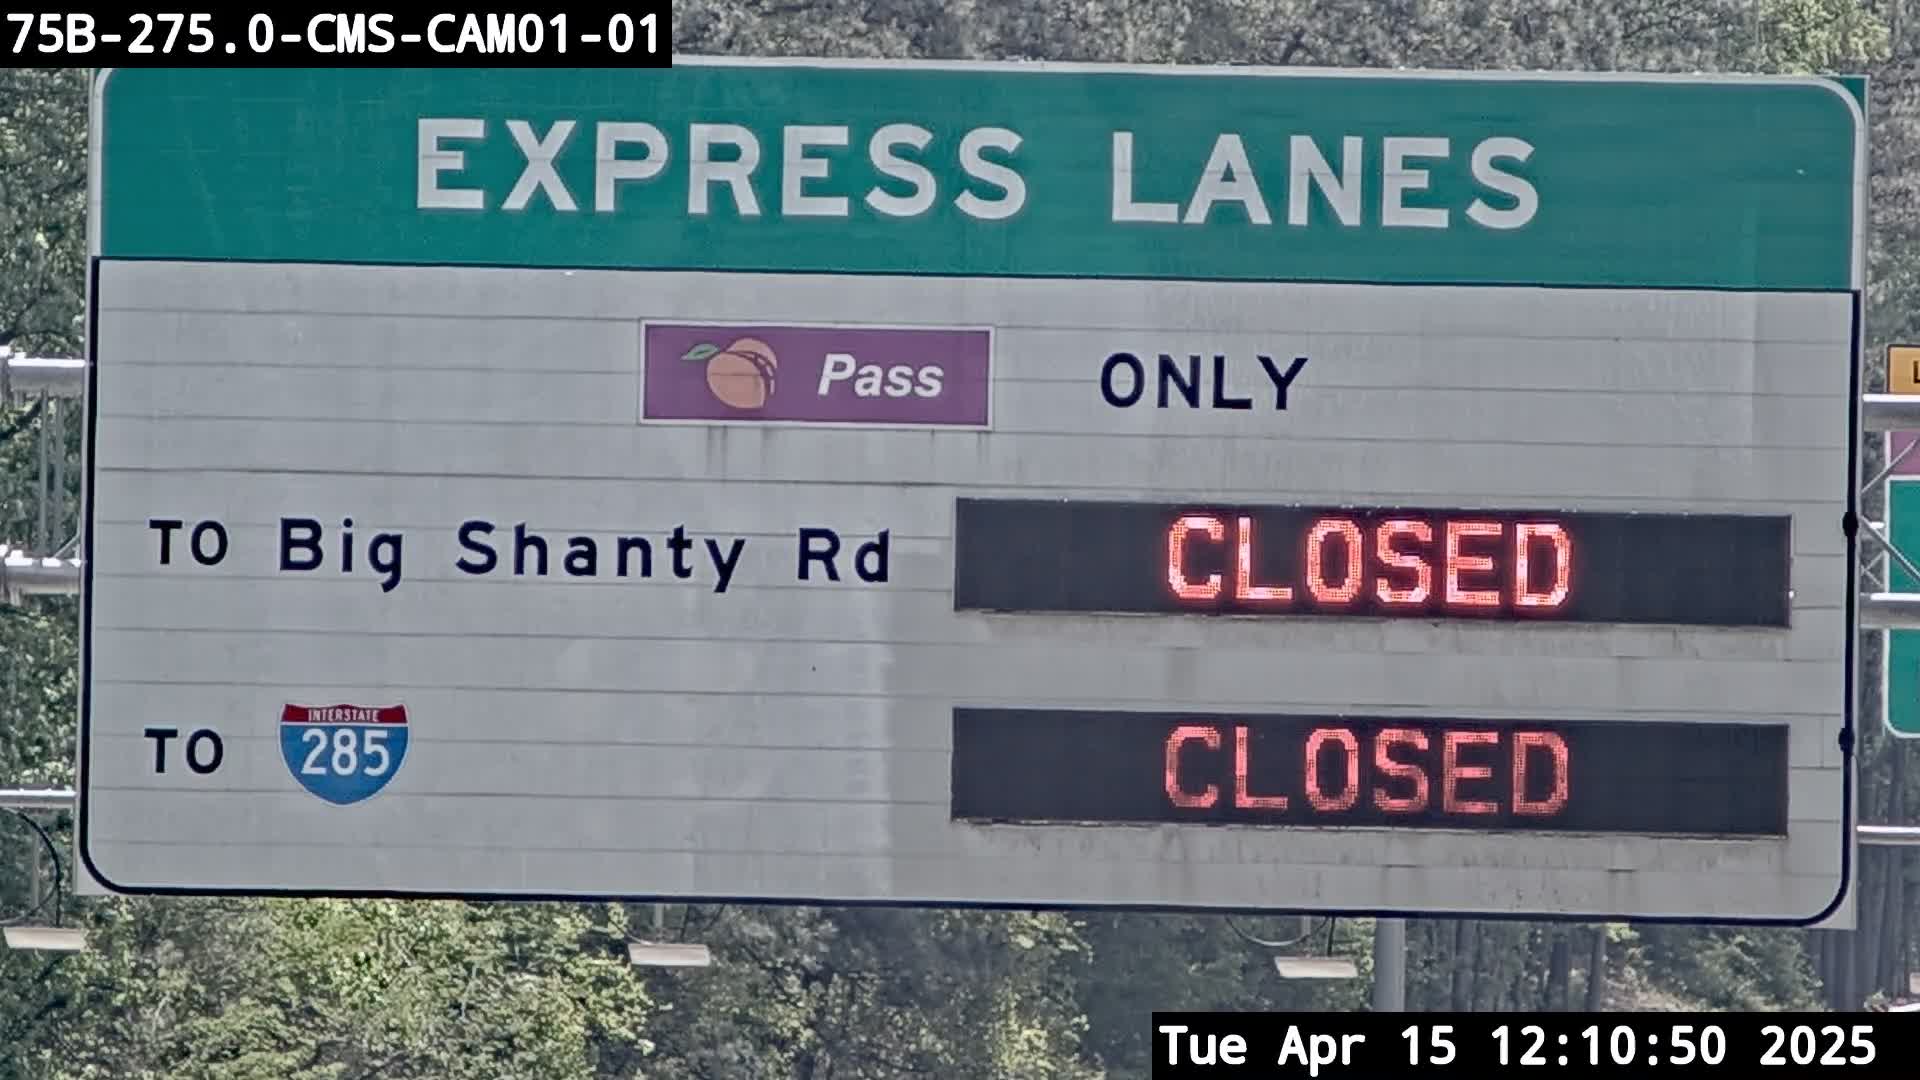 75B-275.0-CMS-CAM01-01
EXPRESS LANES
Pass ONLY
TO Big Shanty Rd CLOSED
TO INTERSTATE 285 CLOSED
Tue Apr 15 12:10:50 2025